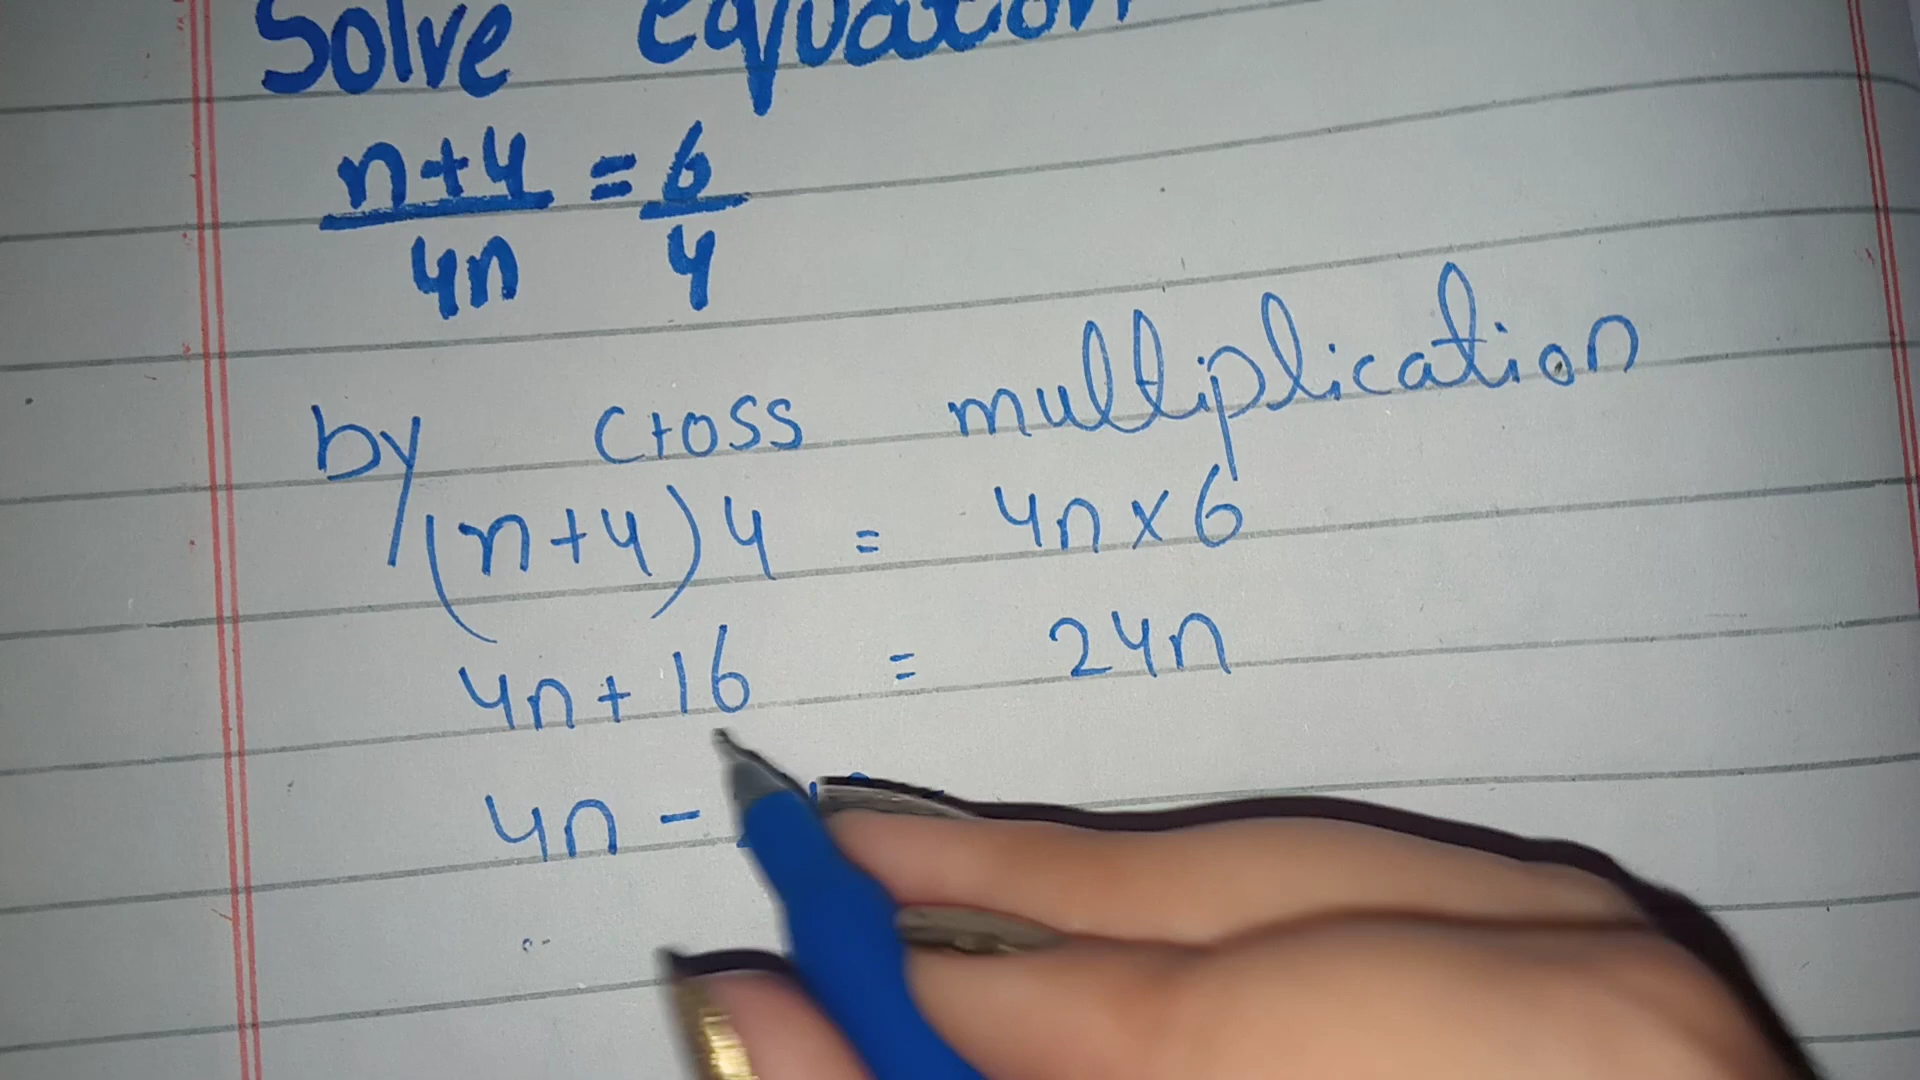 Solve equation
n+4 = 6
4n 4
by cross multiplication
(n+4)4 = 4n×6
4n+16 = 24n
4n -